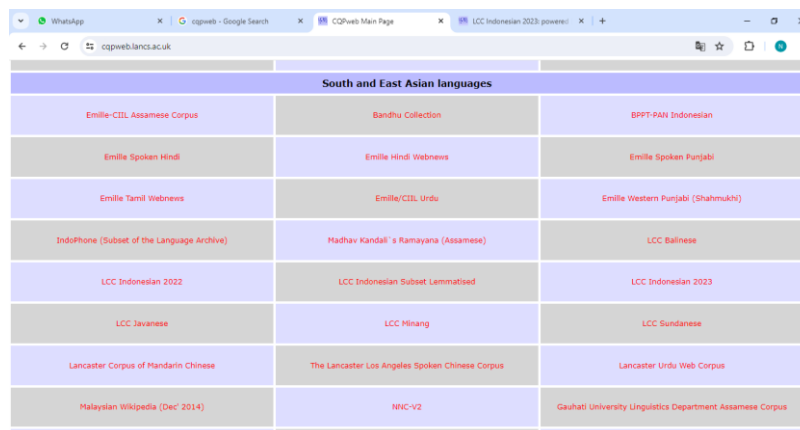 WhatsApp
cqpweb - Google Search
CQPweb Main Page
LCC Indonesian 2023: powered
cqpweb.lancs.ac.uk
N
South and East Asian languages
Emille-CIIL Assamese Corpus
Bandhu Collection
BPPT-PAN Indonesian
Emille Spoken Hindi
Emille Hindi Webnews
Emille Spoken Punjabi
Emille Tamil Webnews
Emille/CIIL Urdu
Emille Western Punjabi (Shahmukhi)
IndoPhone (Subset of the Language Archive)
Madhav Kandali`s Ramayana (Assamese)
LCC Balinese
LCC Indonesian 2022
LCC Indonesian Subset Lemmatised
LCC Indonesian 2023
LCC Javanese
LCC Minang
LCC Sundanese
Lancaster Corpus of Mandarin Chinese
The Lancaster Los Angeles Spoken Chinese Corpus
Lancaster Urdu Web Corpus
Malaysian Wikipedia (Dec' 2014)
NNC-V2
Gauhati University Linguistics Department Assamese Corpus